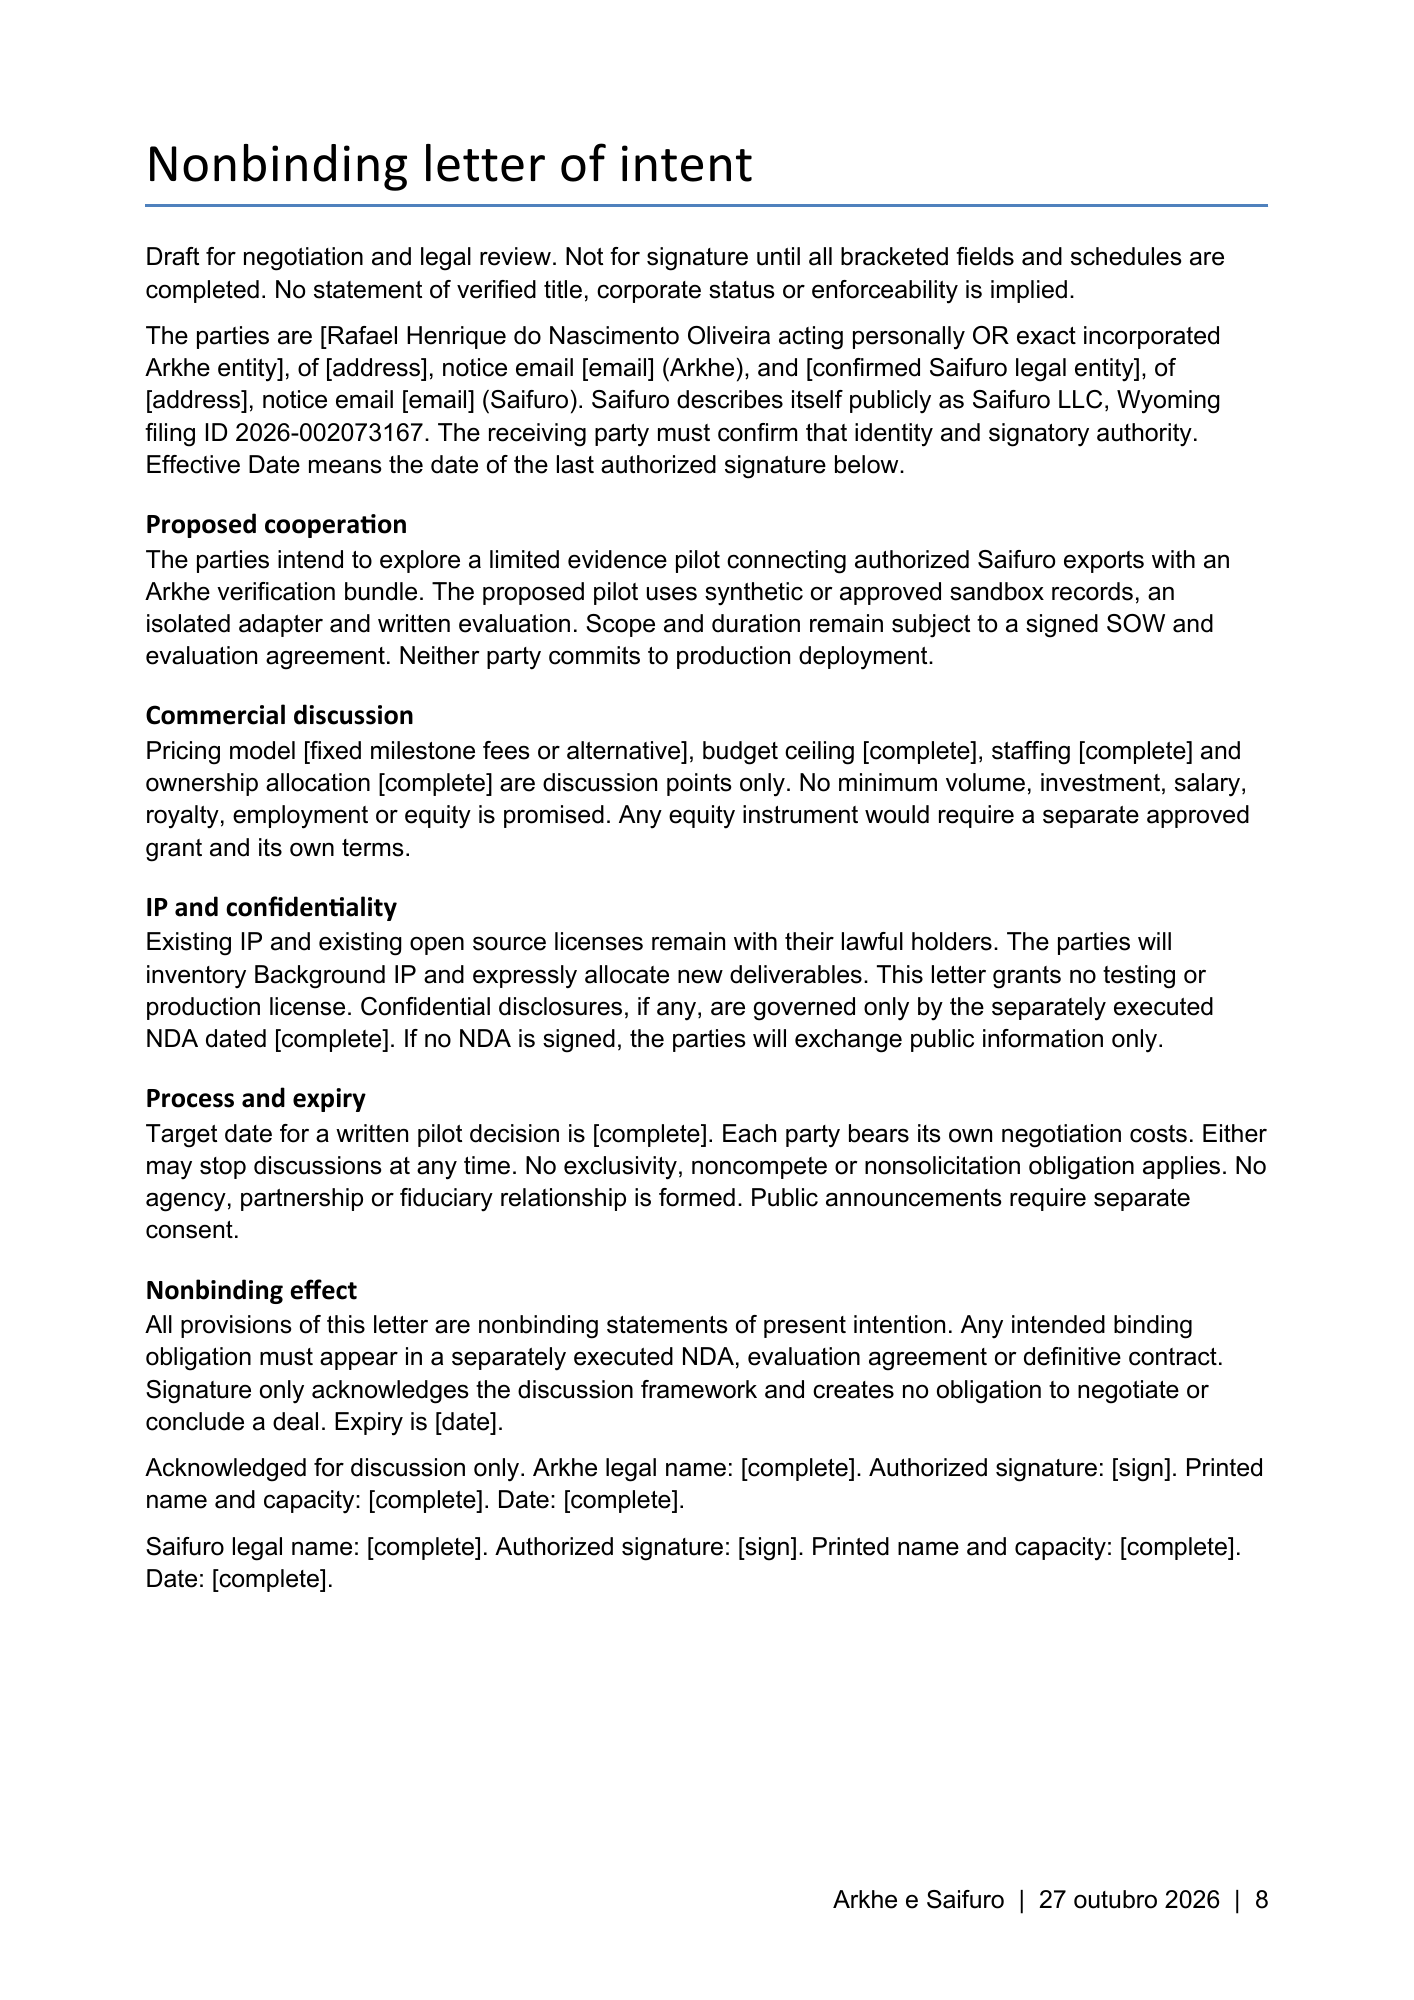 Nonbinding letter of intent
Draft for negotiation and legal review. Not for signature until all bracketed fields and schedules are
completed. No statement of verified title, corporate status or enforceability is implied.
The parties are [Rafael Henrique do Nascimento Oliveira acting personally OR exact incorporated
Arkhe entity], of [address], notice email [email] (Arkhe), and [confirmed Saifuro legal entity], of
[address], notice email [email] (Saifuro). Saifuro describes itself publicly as Saifuro LLC, Wyoming
filing ID 2026-002073167. The receiving party must confirm that identity and signatory authority.
Effective Date means the date of the last authorized signature below.
Proposed cooperation
The parties intend to explore a limited evidence pilot connecting authorized Saifuro exports with an
Arkhe verification bundle. The proposed pilot uses synthetic or approved sandbox records, an
isolated adapter and written evaluation. Scope and duration remain subject to a signed SOW and
evaluation agreement. Neither party commits to production deployment.
Commercial discussion
Pricing model [fixed milestone fees or alternative], budget ceiling [complete], staffing [complete] and
ownership allocation [complete] are discussion points only. No minimum volume, investment, salary,
royalty, employment or equity is promised. Any equity instrument would require a separate approved
grant and its own terms.
IP and confidentiality
Existing IP and existing open source licenses remain with their lawful holders. The parties will
inventory Background IP and expressly allocate new deliverables. This letter grants no testing or
production license. Confidential disclosures, if any, are governed only by the separately executed
NDA dated [complete]. If no NDA is signed, the parties will exchange public information only.
Process and expiry
Target date for a written pilot decision is [complete]. Each party bears its own negotiation costs. Either
may stop discussions at any time. No exclusivity, noncompete or nonsolicitation obligation applies. No
agency, partnership or fiduciary relationship is formed. Public announcements require separate
consent.
Nonbinding effect
All provisions of this letter are nonbinding statements of present intention. Any intended binding
obligation must appear in a separately executed NDA, evaluation agreement or definitive contract.
Signature only acknowledges the discussion framework and creates no obligation to negotiate or
conclude a deal. Expiry is [date].
Acknowledged for discussion only. Arkhe legal name: [complete]. Authorized signature: [sign]. Printed
name and capacity: [complete]. Date: [complete].
Saifuro legal name: [complete]. Authorized signature: [sign]. Printed name and capacity: [complete].
Date: [complete].
Arkhe e Saifuro | 27 outubro 2026 | 8